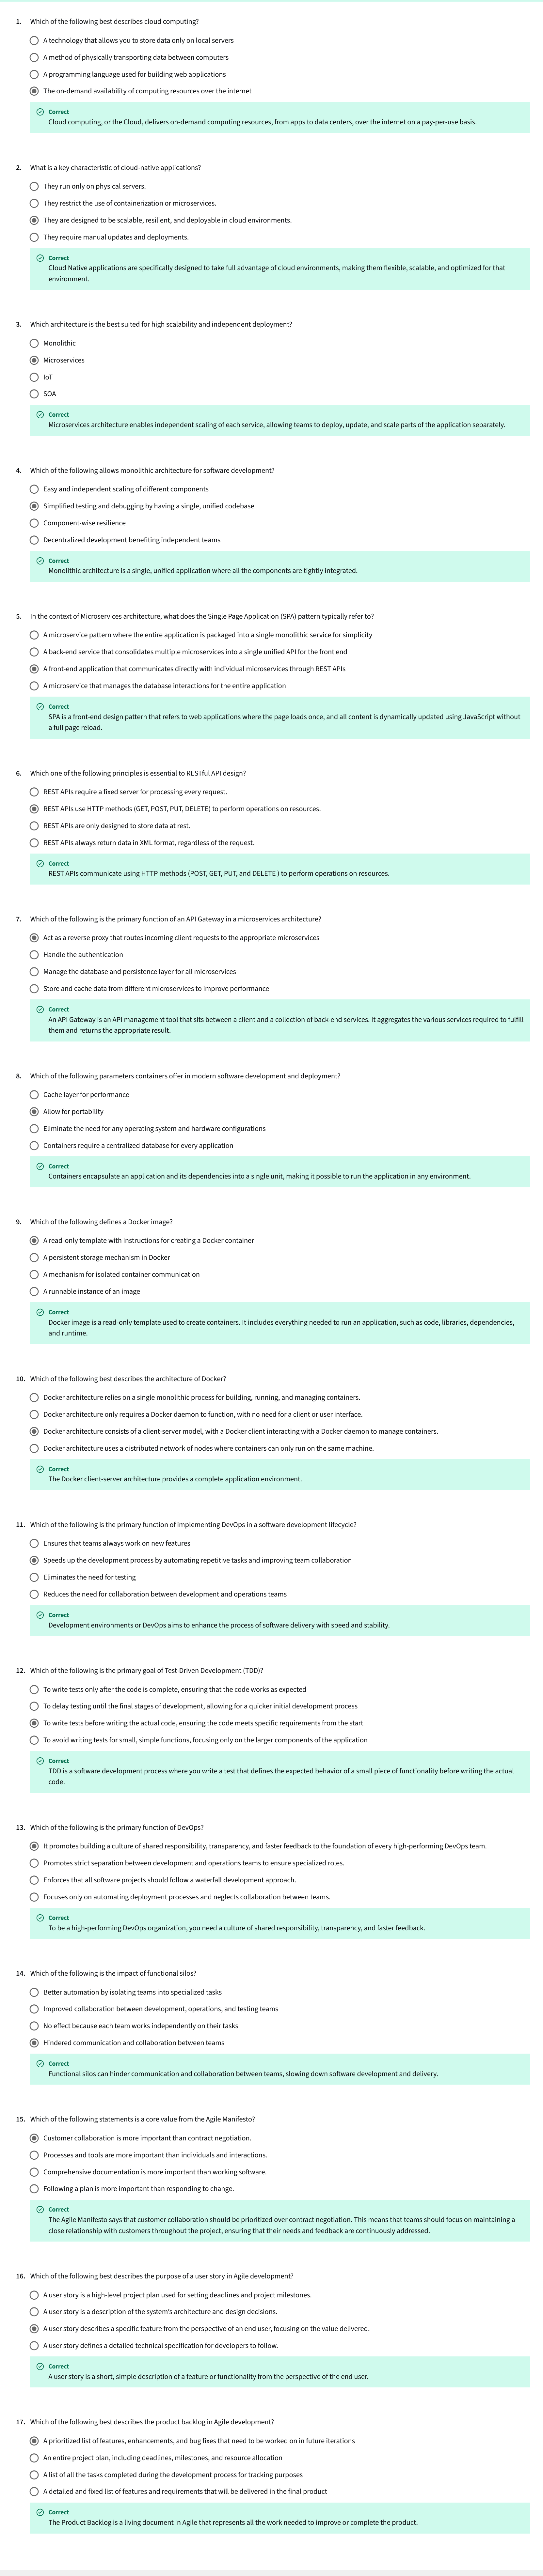 1. Which of the following best describes cloud computing?
A technology that allows you to store data only on local servers
A method of physically transporting data between computers
A programming language used for building web applications
The on-demand availability of computing resources over the internet
Correct
Cloud computing, or the Cloud, delivers on-demand computing resources, from apps to data centers, over the internet on a pay-per-use basis.
2. What is a key characteristic of cloud-native applications?
They run only on physical servers.
They restrict the use of containerization or microservices.
They are designed to be scalable, resilient, and deployable in cloud environments.
They require manual updates and deployments.
Correct
Cloud Native applications are specifically designed to take full advantage of cloud environments, making them flexible, scalable, and optimized for that
environment.
3. Which architecture is the best suited for high scalability and independent deployment?
Monolithic
Microservices
IoT
SOA
Correct
Microservices architecture enables independent scaling of each service, allowing teams to deploy, update, and scale parts of the application separately.
4. Which of the following allows monolithic architecture for software development?
Easy and independent scaling of different components
Simplified testing and debugging by having a single, unified codebase
Component-wise resilience
Decentralized development benefiting independent teams
Correct
Monolithic architecture is a single, unified application where all the components are tightly integrated.
5. In the context of Microservices architecture, what does the Single Page Application (SPA) pattern typically refer to?
A microservice pattern where the entire application is packaged into a single monolithic service for simplicity
A back-end service that consolidates multiple microservices into a single unified API for the front end
A front-end application that communicates directly with individual microservices through REST APIs
A microservice that manages the database interactions for the entire application
Correct
SPA is a front-end design pattern that refers to web applications where the page loads once, and all content is dynamically updated using JavaScript without
a full page reload.
6. Which one of the following principles is essential to RESTful API design?
REST APIs require a fixed server for processing every request.
REST APIs use HTTP methods (GET, POST, PUT, DELETE) to perform operations on resources.
REST APIs are only designed to store data at rest.
REST APIs always return data in XML format, regardless of the request.
Correct
REST APIs communicate using HTTP methods (POST, GET, PUT, and DELETE ) to perform operations on resources.
7. Which of the following is the primary function of an API Gateway in a microservices architecture?
Act as a reverse proxy that routes incoming client requests to the appropriate microservices
Handle the authentication
Manage the database and persistence layer for all microservices
Store and cache data from different microservices to improve performance
Correct
An API Gateway is an API management tool that sits between a client and a collection of back-end services. It aggregates the various services required to fulfill
them and returns the appropriate result.
8. Which of the following parameters containers offer in modern software development and deployment?
Cache layer for performance
Allow for portability
Eliminate the need for any operating system and hardware configurations
Containers require a centralized database for every application
Correct
Containers encapsulate an application and its dependencies into a single unit, making it possible to run the application in any environment.
9. Which of the following defines a Docker image?
A read-only template with instructions for creating a Docker container
A persistent storage mechanism in Docker
A mechanism for isolated container communication
A runnable instance of an image
Correct
Docker image is a read-only template used to create containers. It includes everything needed to run an application, such as code, libraries, dependencies,
and runtime.
10. Which of the following best describes the architecture of Docker?
Docker architecture relies on a single monolithic process for building, running, and managing containers.
Docker architecture only requires a Docker daemon to function, with no need for a client or user interface.
Docker architecture consists of a client-server model, with a Docker client interacting with a Docker daemon to manage containers.
Docker architecture uses a distributed network of nodes where containers can only run on the same machine.
Correct
The Docker client-server architecture provides a complete application environment.
11. Which of the following is the primary function of implementing DevOps in a software development lifecycle?
Ensures that teams always work on new features
Speeds up the development process by automating repetitive tasks and improving team collaboration
Eliminates the need for testing
Reduces the need for collaboration between development and operations teams
Correct
Development environments or DevOps aims to enhance the process of software delivery with speed and stability.
12. Which of the following is the primary goal of Test-Driven Development (TDD)?
To write tests only after the code is complete, ensuring that the code works as expected
To delay testing until the final stages of development, allowing for a quicker initial development process
To write tests before writing the actual code, ensuring the code meets specific requirements from the start
To avoid writing tests for small, simple functions, focusing only on the larger components of the application
Correct
TDD is a software development process where you write a test that defines the expected behavior of a small piece of functionality before writing the actual
code.
13. Which of the following is the primary function of DevOps?
It promotes building a culture of shared responsibility, transparency, and faster feedback to the foundation of every high-performing DevOps team.
Promotes strict separation between development and operations teams to ensure specialized roles.
Enforces that all software projects should follow a waterfall development approach.
Focuses only on automating deployment processes and neglects collaboration between teams.
Correct
To be a high-performing DevOps organization, you need a culture of shared responsibility, transparency, and faster feedback.
14. Which of the following is the impact of functional silos?
Better automation by isolating teams into specialized tasks
Improved collaboration between development, operations, and testing teams
No effect because each team works independently on their tasks
Hindered communication and collaboration between teams
Correct
Functional silos can hinder communication and collaboration between teams, slowing down software development and delivery.
15. Which of the following statements is a core value from the Agile Manifesto?
Customer collaboration is more important than contract negotiation.
Processes and tools are more important than individuals and interactions.
Comprehensive documentation is more important than working software.
Following a plan is more important than responding to change.
Correct
The Agile Manifesto says that customer collaboration should be prioritized over contract negotiation. This means that teams should focus on maintaining a
close relationship with customers throughout the project, ensuring that their needs and feedback are continuously addressed.
16. Which of the following best describes the purpose of a user story in Agile development?
A user story is a high-level project plan used for setting deadlines and project milestones.
A user story is a description of the system's architecture and design decisions.
A user story describes a specific feature from the perspective of an end user, focusing on the value delivered.
A user story defines a detailed technical specification for developers to follow.
Correct
A user story is a short, simple description of a feature or functionality from the perspective of the end user.
17. Which of the following best describes the product backlog in Agile development?
A prioritized list of features, enhancements, and bug fixes that need to be worked on in future iterations
An entire project plan, including deadlines, milestones, and resource allocation
A list of all the tasks completed during the development process for tracking purposes
A detailed and fixed list of features and requirements that will be delivered in the final product
Correct
The Product Backlog is a living document in Agile that represents all the work needed to improve or complete the product.